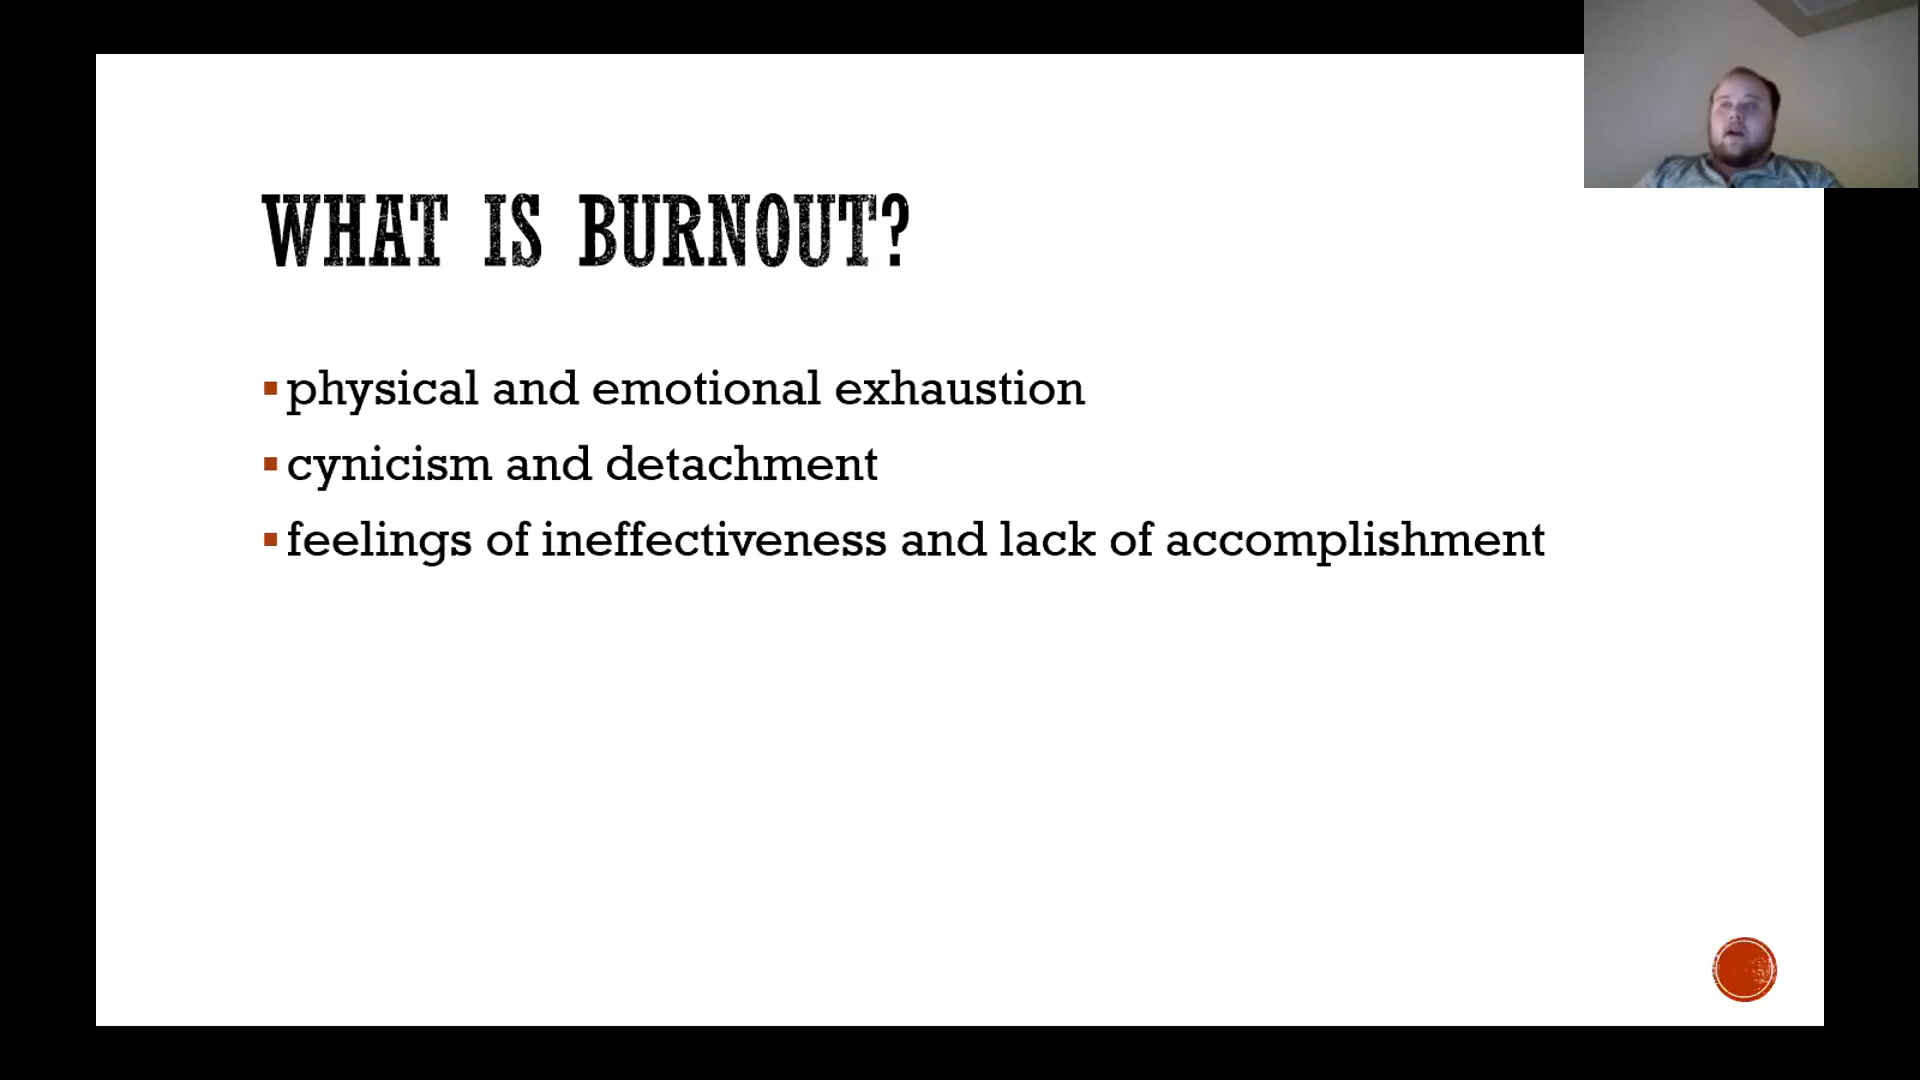 WHAT IS BURNOUT?
physical and emotional exhaustion
cynicism and detachment
feelings of ineffectiveness and lack of accomplishment